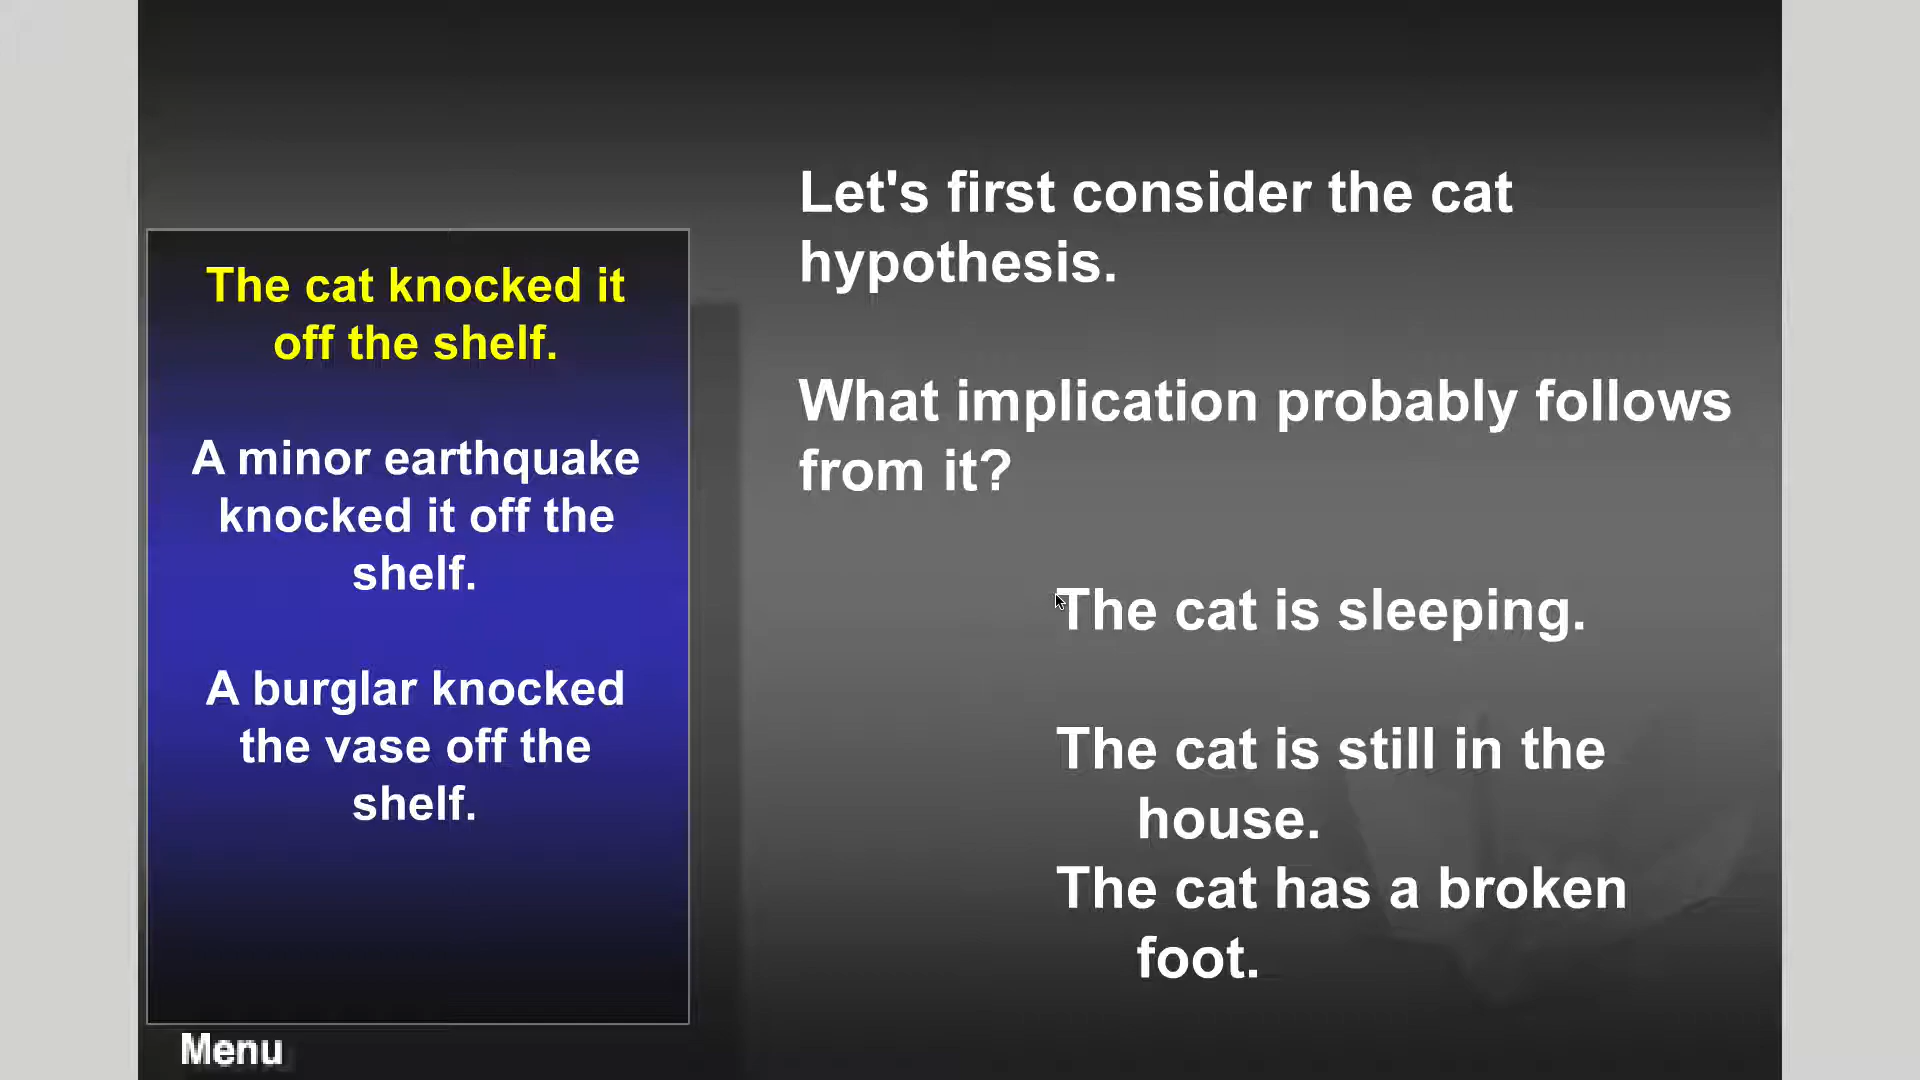 The cat knocked it
off the shelf.
A minor earthquake
knocked it off the
shelf.
A burglar knocked
the vase off the
shelf.
Let's first consider the cat
hypothesis.
What implication probably follows
from it?
The cat is sleeping.
The cat is still in the
house.
The cat has a broken
foot.
Menu